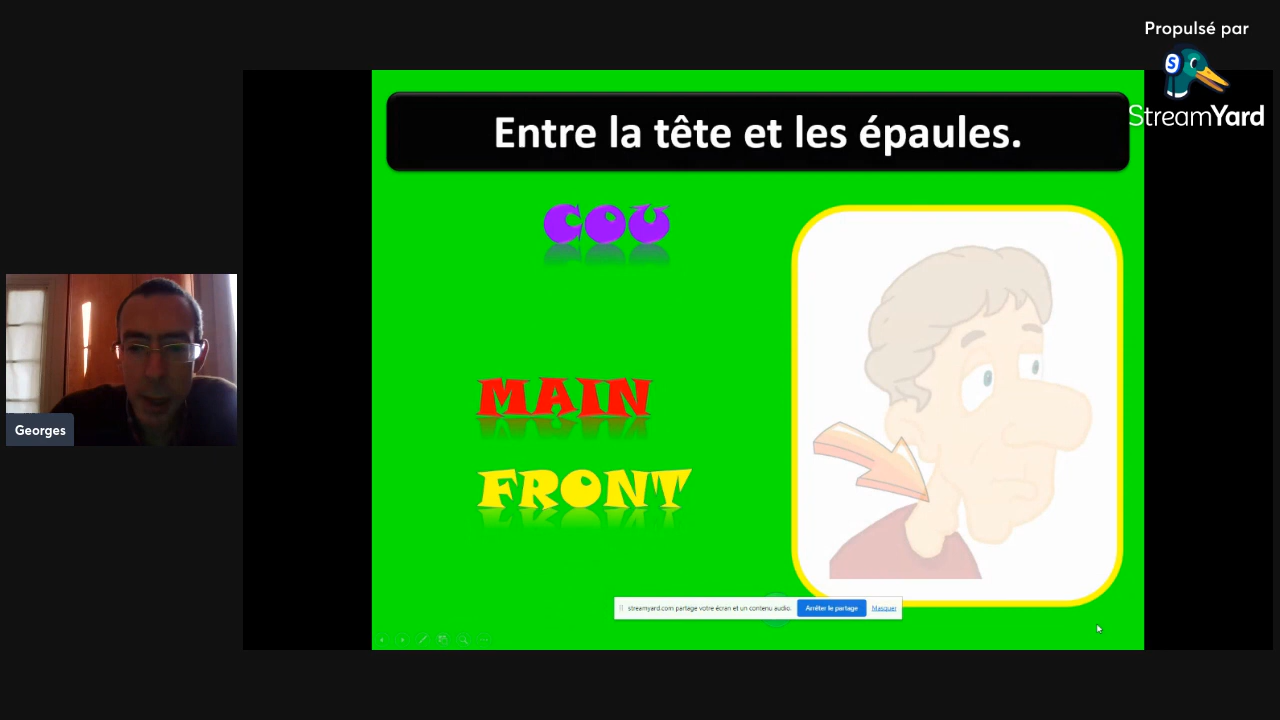 Propulsé par
S
StreamYard
Entre la tête et les épaules.
COU
MAIN
FRONT
Georges
streamyard.com partage votre écran et un contenu audio.
Arrêter le partage
Masquer